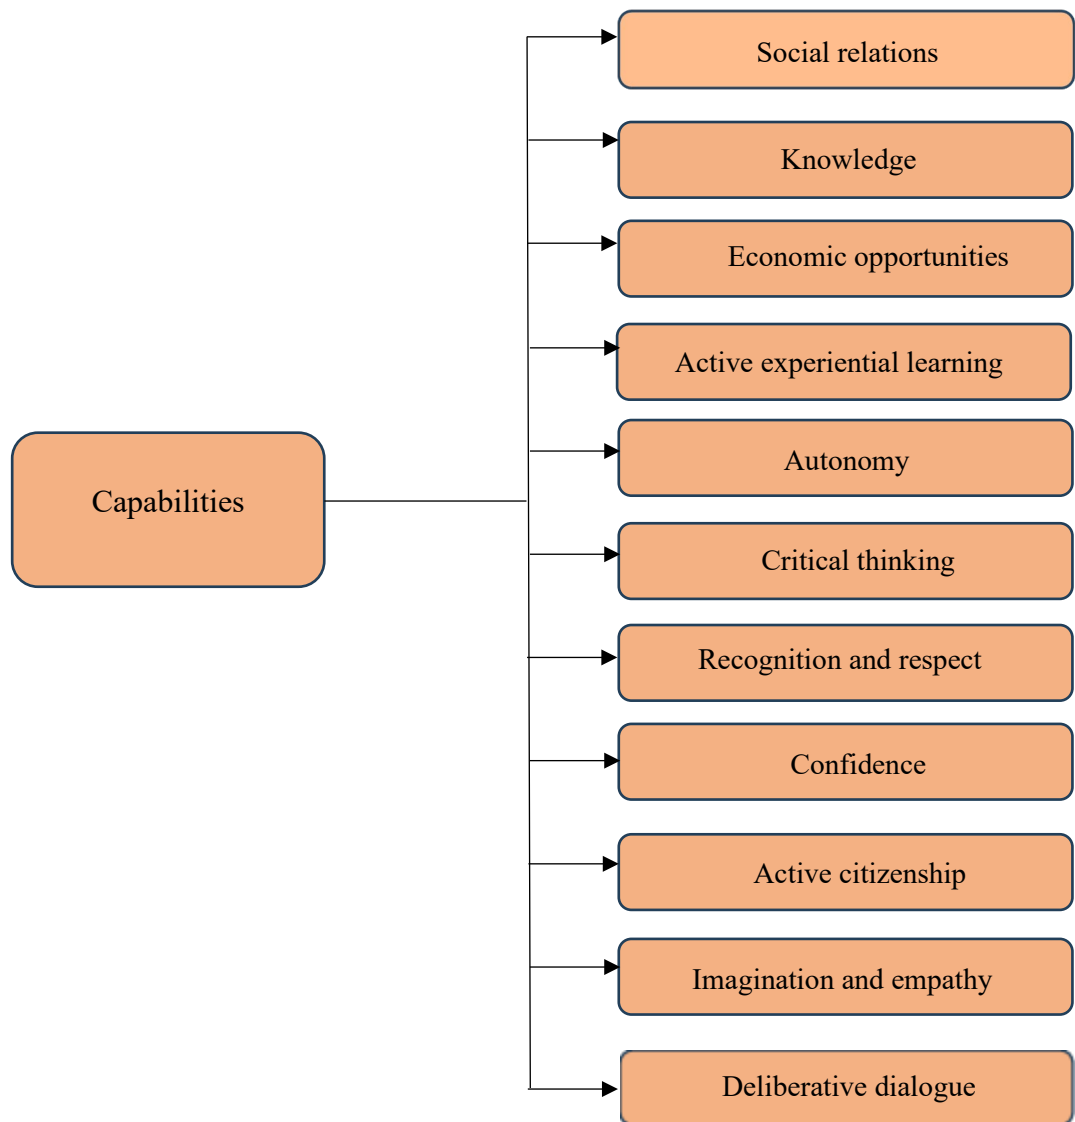 Social relations
Knowledge
Economic opportunities
Active experiential learning
Autonomy
Capabilities
Critical thinking
Recognition and respect
Confidence
Active citizenship
Imagination and empathy
Deliberative dialogue